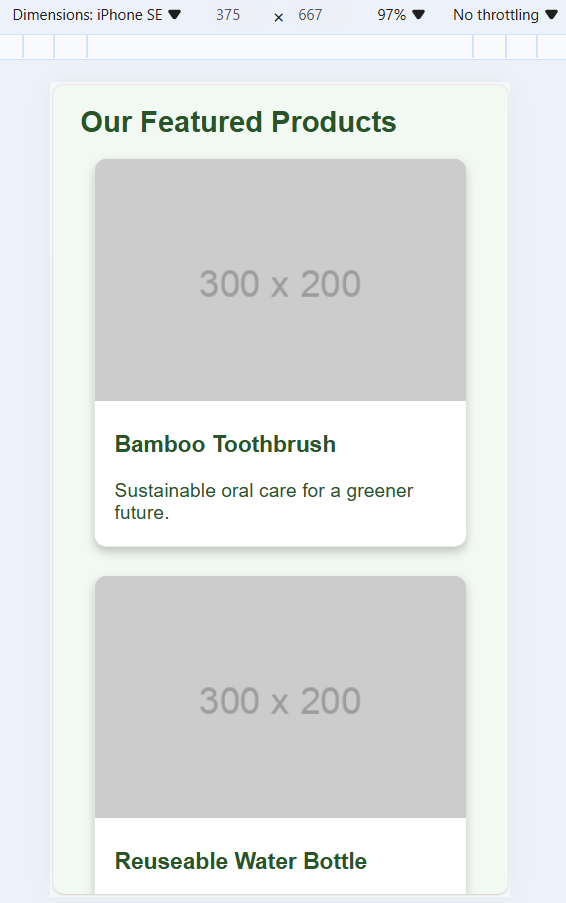 Dimensions: iPhone SE 375 × 667 97% No throttling
Our Featured Products
300 x 200
Bamboo Toothbrush
Sustainable oral care for a greener
future.
300 x 200
Reuseable Water Bottle